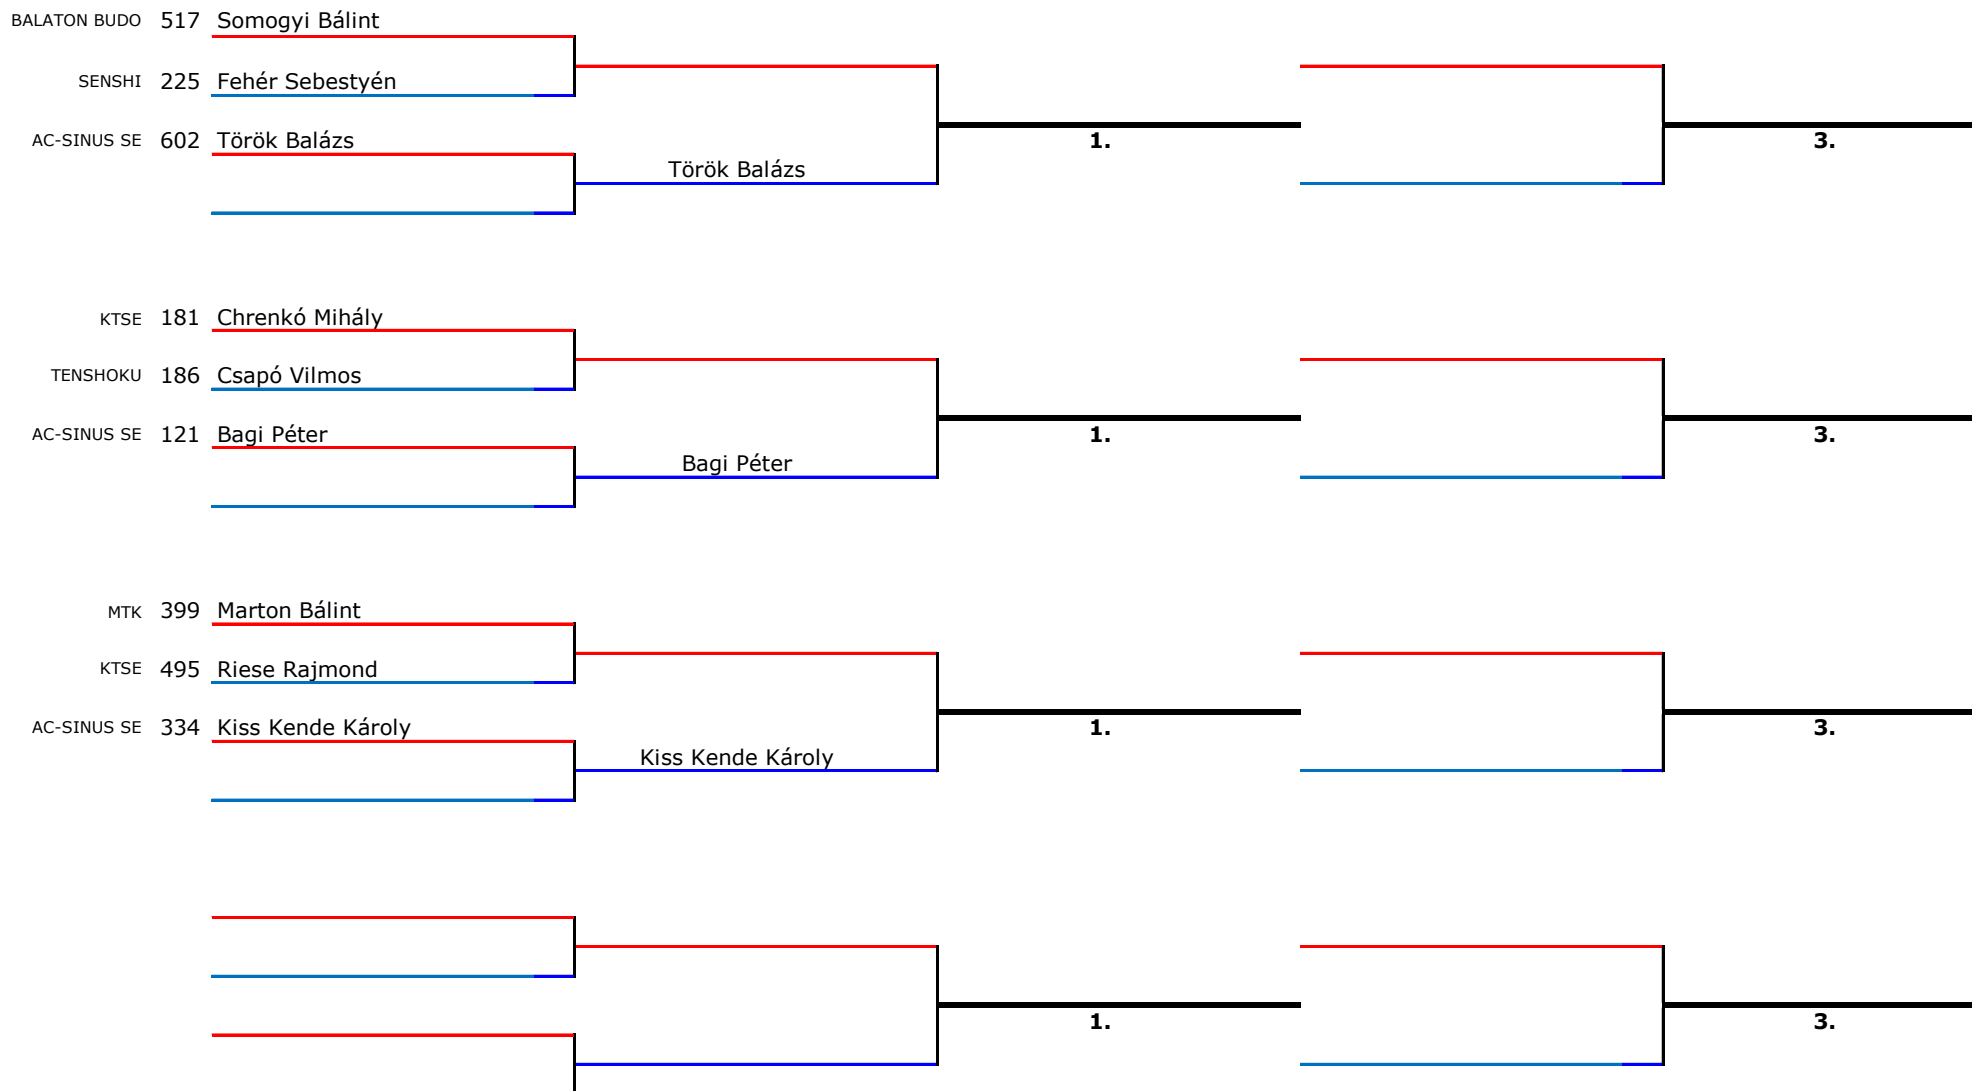 BALATON BUDO 517 Somogyi Bálint
SENSHI 225 Fehér Sebestyén
AC-SINUS SE 602 Török Balázs 1. 3.
Török Balázs
KTSE 181 Chrenkó Mihály
TENSHOKU 186 Csapó Vilmos
AC-SINUS SE 121 Bagi Péter 1. 3.
Bagi Péter
MTK 399 Marton Bálint
KTSE 495 Riese Rajmond
AC-SINUS SE 334 Kiss Kende Károly 1. 3.
Kiss Kende Károly
1. 3.